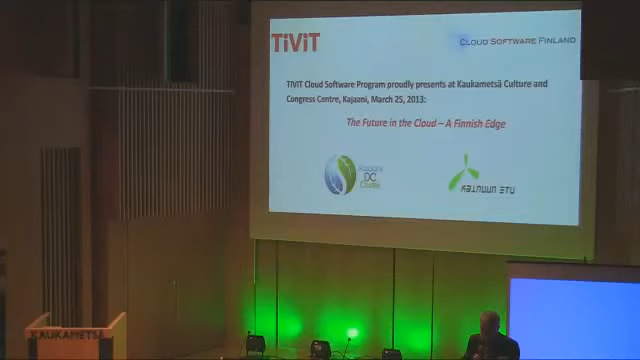 TiViT
CLOUD SOFTWARE FINLAND
TIVIT Cloud Software Program proudly presents at Kaukametsä Culture and
Congress Centre, Kajaani, March 25, 2013:
The Future in the Cloud – A Finnish Edge
DC
Cluster
KAINUUN ETU
KAUKAMETSÄ